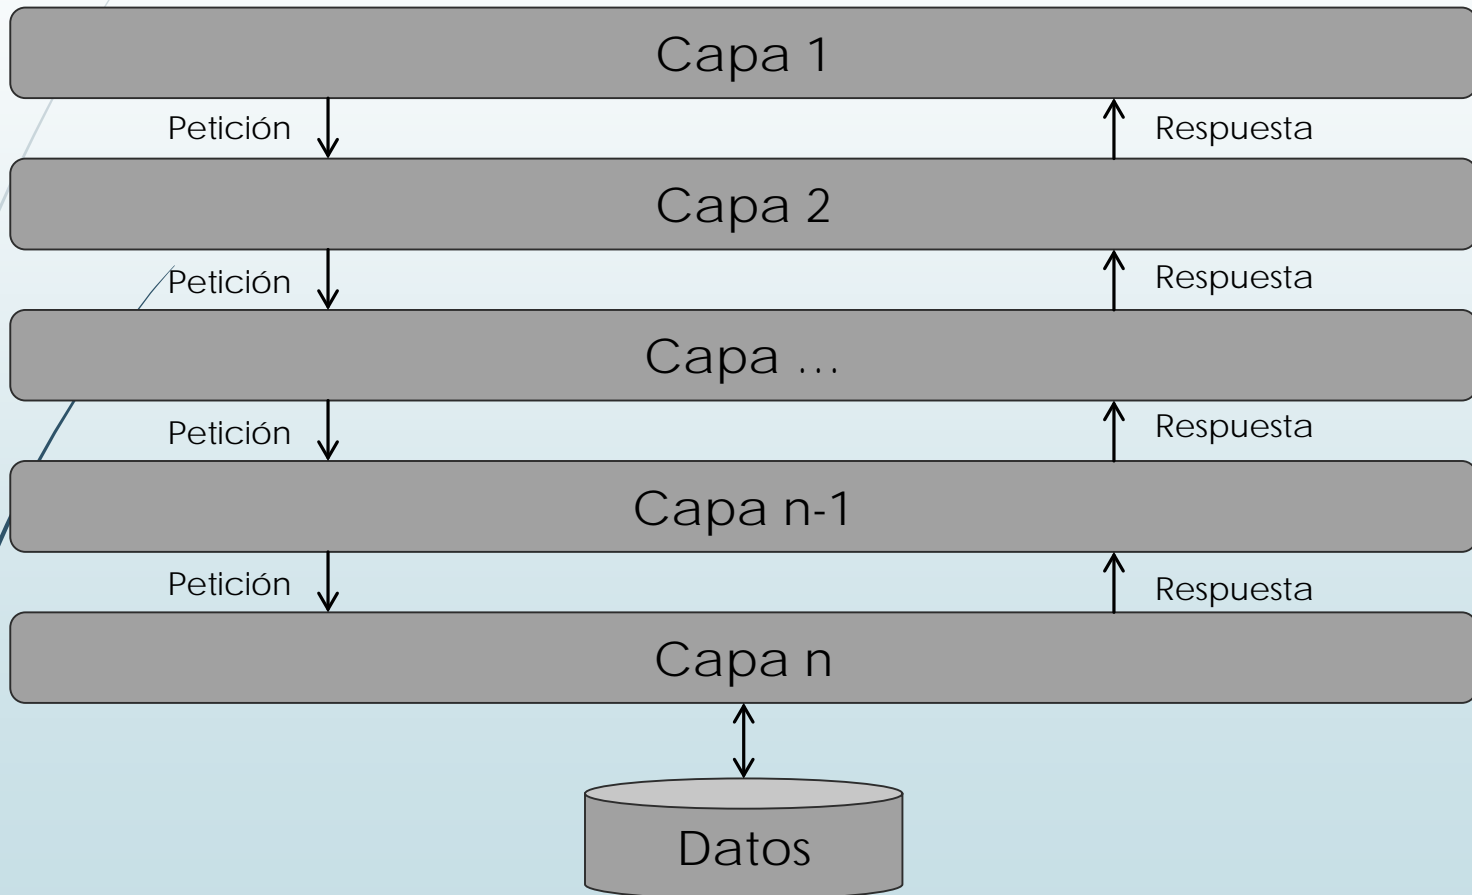 Capa 1
Petición
Respuesta
Capa 2
Petición
Respuesta
Capa ...
Petición
Respuesta
Capa n-1
Petición
Respuesta
Capa n
Datos